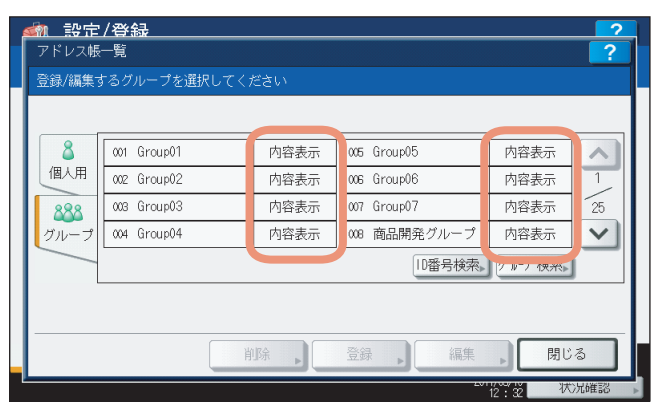 設定/登録
?
アドレス帳一覧
?
登録/編集するグループを選択してください
個人用
グループ
001 Group01 内容表示 005 Group05 内容表示
002 Group02 内容表示 006 Group06 内容表示
003 Group03 内容表示 007 Group07 内容表示
004 Group04 内容表示 008 商品開発グループ 内容表示
1
25
ID番号検索
グループ検索
削除
登録
編集
閉じる
12:32
状況確認